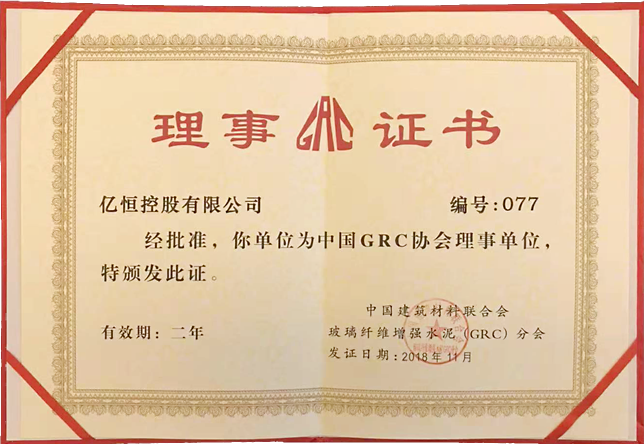 理事 GRC 证书
亿恒控股有限公司 编号:077
经批准，你单位为中国GRC协会理事单位，
特颁发此证。
中国建筑材料联合会
有效期: 二年 玻璃纤维增强水泥（GRC）分会
发证日期: 2018年11月